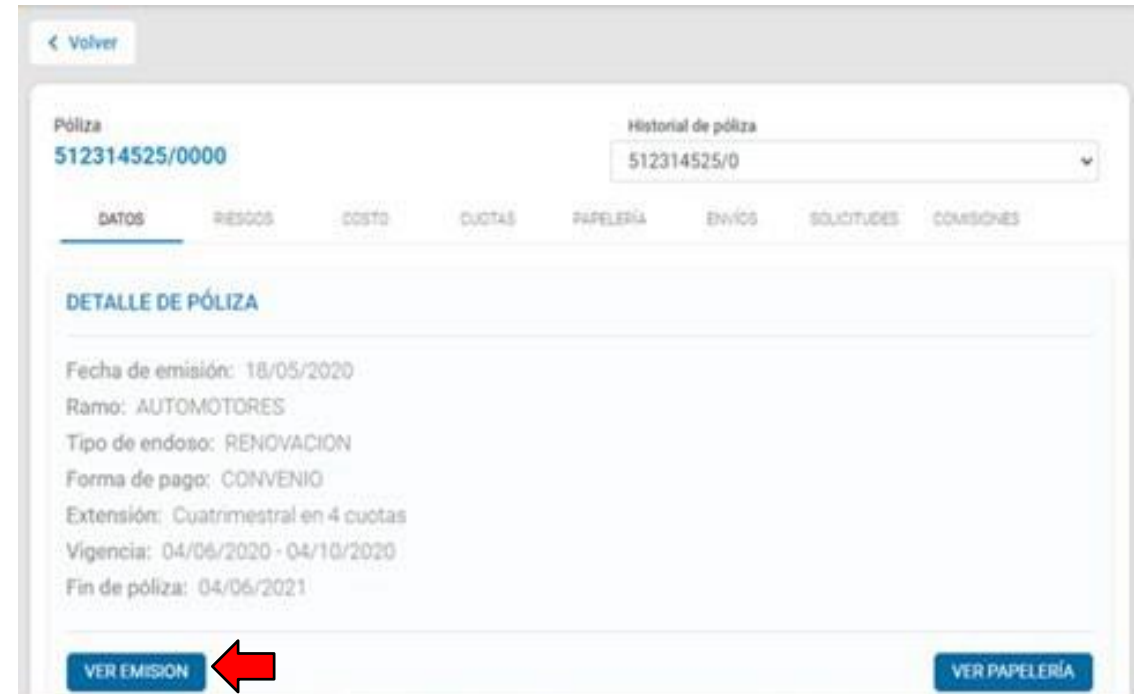 Volver
Póliza
512314525/0000
Historial de póliza
512314525/0
DATOS RIESGOS COSTO CUOTAS PAPELERÍA ENVÍOS SOLICITUDES COMISIONES
DETALLE DE PÓLIZA
Fecha de emisión: 18/05/2020
Ramo: AUTOMOTORES
Tipo de endoso: RENOVACION
Forma de pago: CONVENIO
Extensión: Cuatrimestral en 4 cuotas
Vigencia: 04/06/2020 - 04/10/2020
Fin de póliza: 04/06/2021
VER EMISION
VER PAPELERÍA